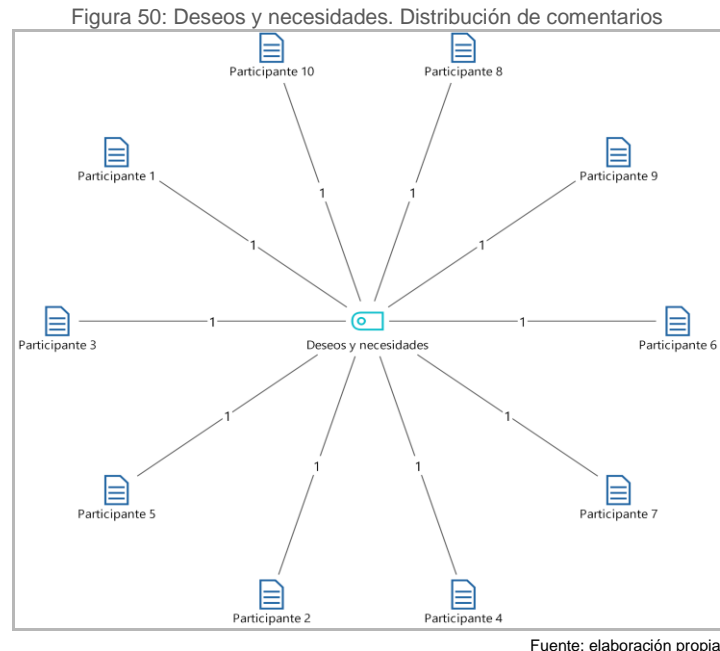 Figura 50: Deseos y necesidades. Distribución de comentarios
Participante 10
Participante 8
Participante 1
Participante 9
1
1
1
1
Participante 3
1
Deseos y necesidades
1
Participante 6
1
1
1
1
Participante 5
Participante 7
Participante 2
Participante 4
Fuente: elaboración propia